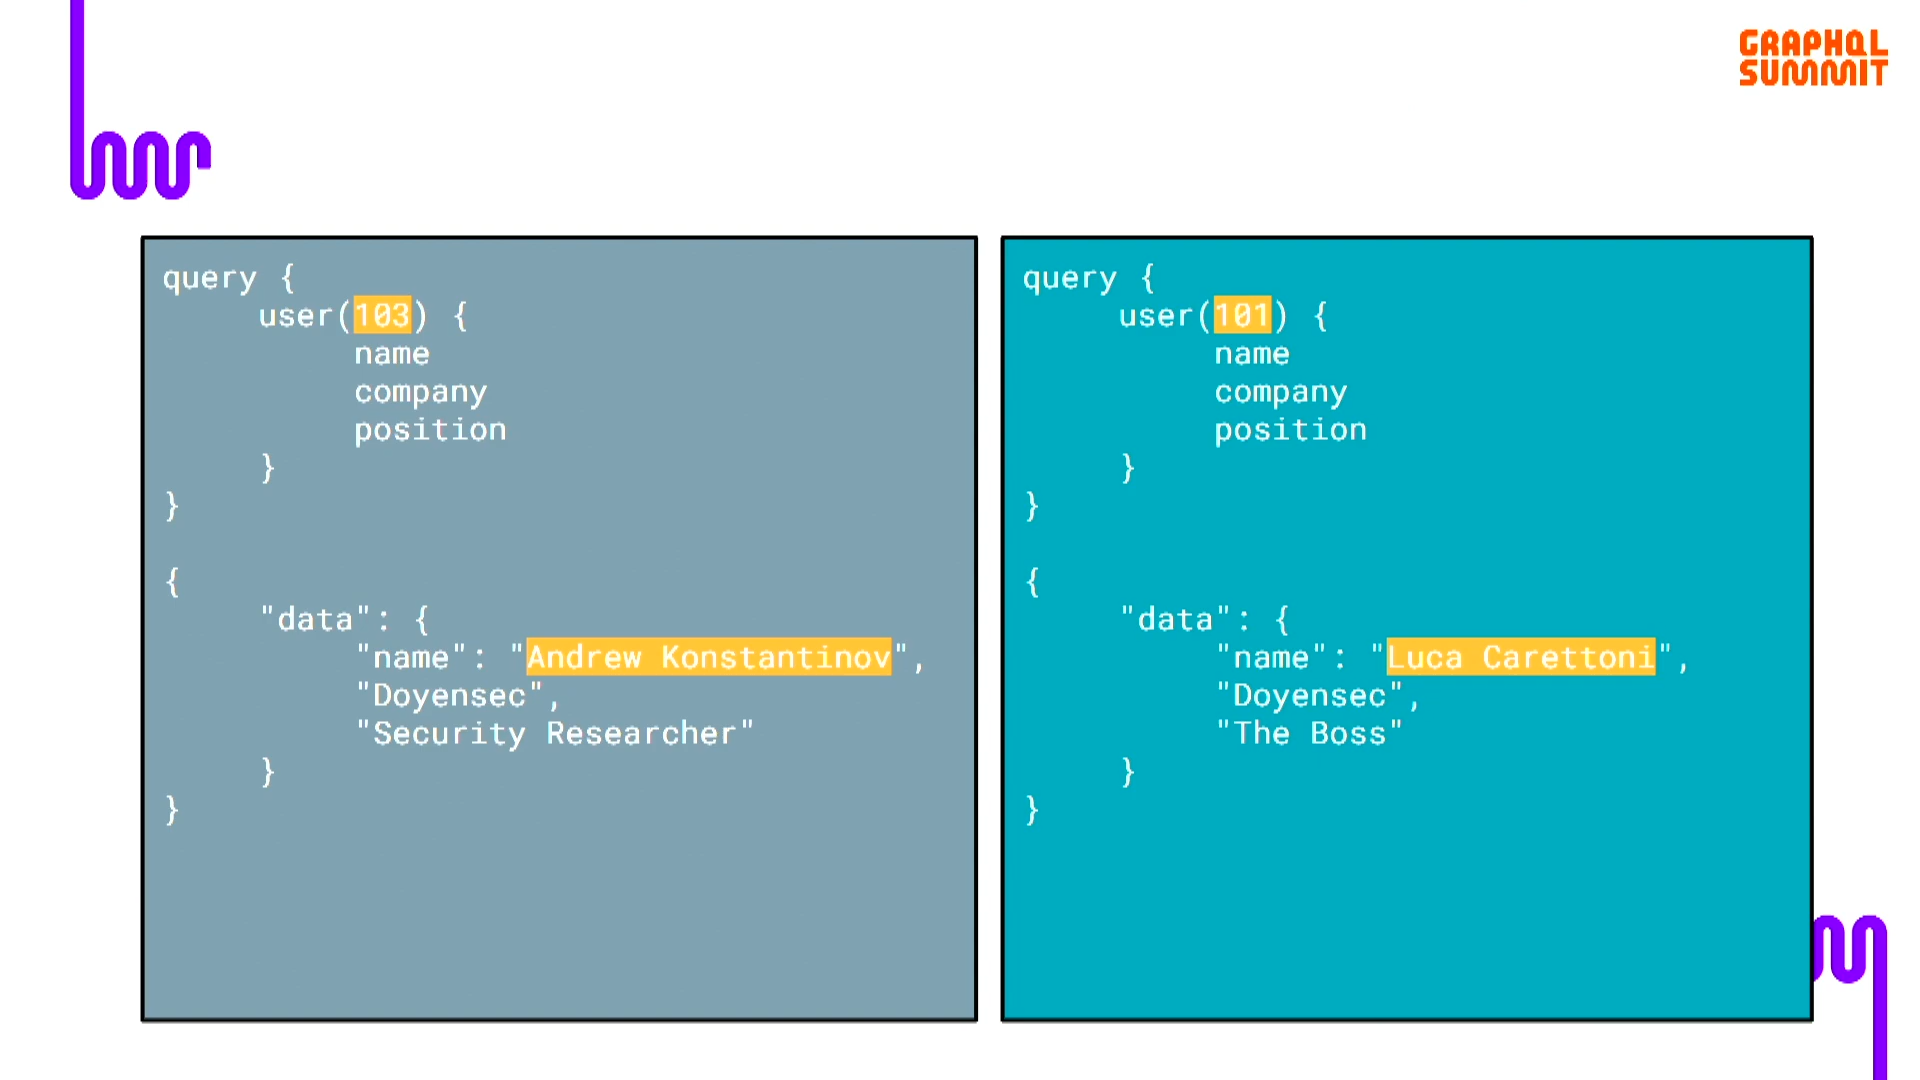 GRAPHQL
SUMMIT
query {
user(103) {
name
company
position
}
}
{
"data": {
"name": "Andrew Konstantinov",
"Doyensec",
"Security Researcher"
}
}
query {
user(101) {
name
company
position
}
}
{
"data": {
"name": "Luca Carettoni",
"Doyensec",
"The Boss"
}
}